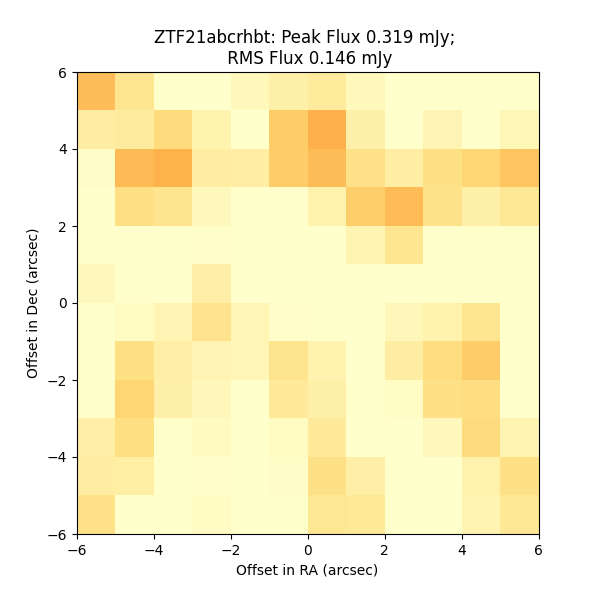 ZTF21abcrhbt: Peak Flux 0.319 mJy;
RMS Flux 0.146 mJy
6
4
2
0
−2
−4
−6
Offset in Dec (arcsec)
−6 −4 −2 0 2 4 6
Offset in RA (arcsec)